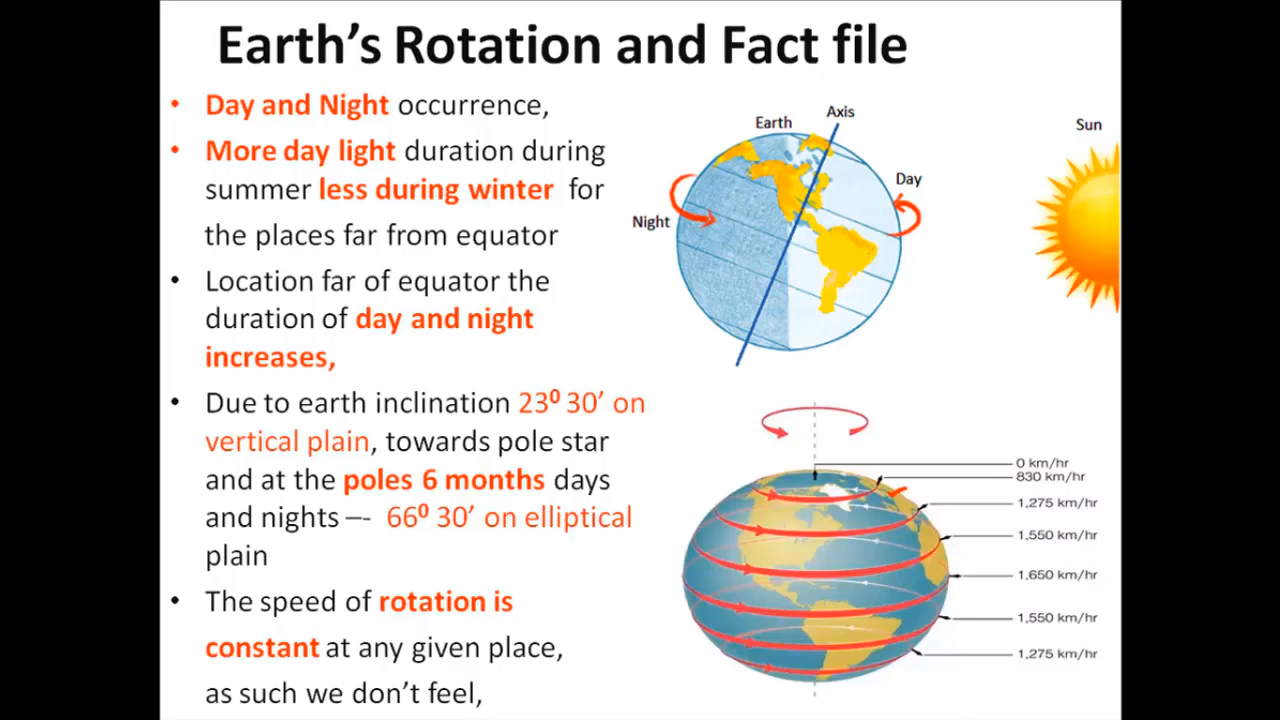 Earth's Rotation and Fact file
• Day and Night occurrence,
• More day light duration during
summer less during winter for
the places far from equator
• Location far of equator the
duration of day and night
increases,
• Due to earth inclination 23⁰ 30’ on
vertical plain, towards pole star
and at the poles 6 months days
and nights –- 66⁰ 30’ on elliptical
plain
• The speed of rotation is
constant at any given place,
as such we don’t feel,
Axis
Earth
Sun
Day
Night
0 km/hr
830 km/hr
1,275 km/hr
1,550 km/hr
1,650 km/hr
1,550 km/hr
1,275 km/hr